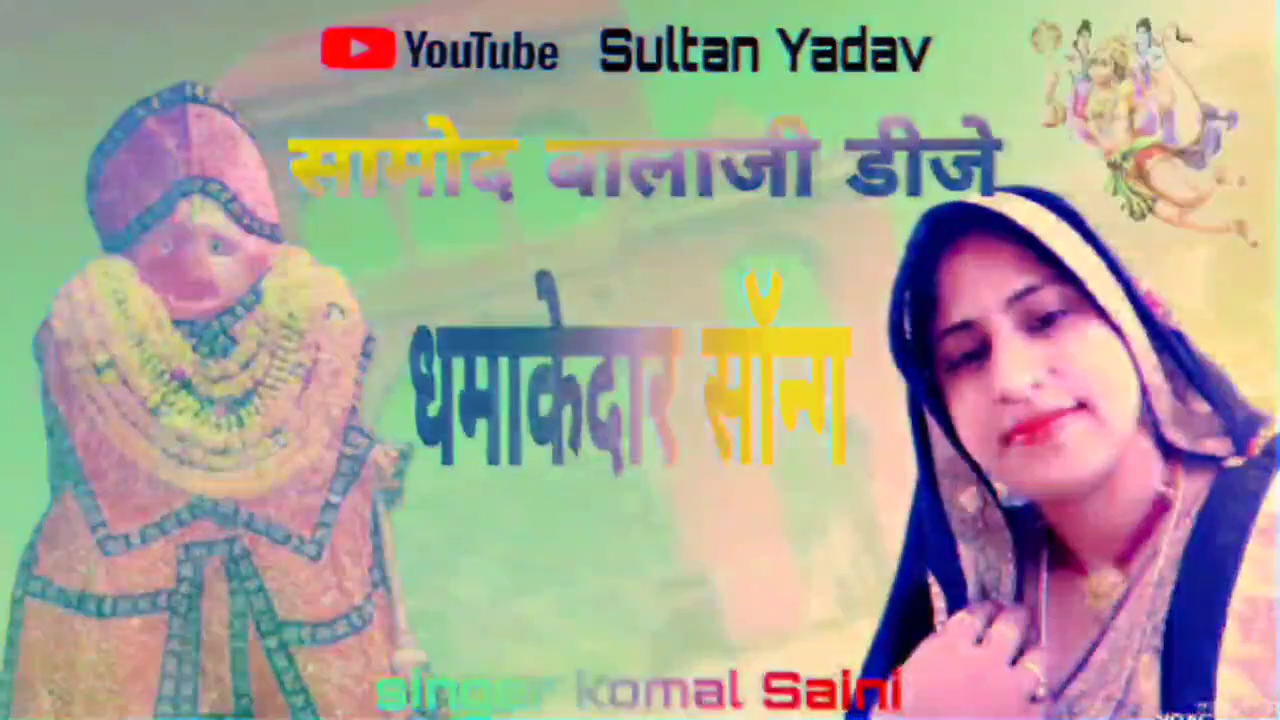 YouTube Sultan Yadav
सामोद बालाजी डीजे
धमाकेदार सॉन्ग
singer komal Saini